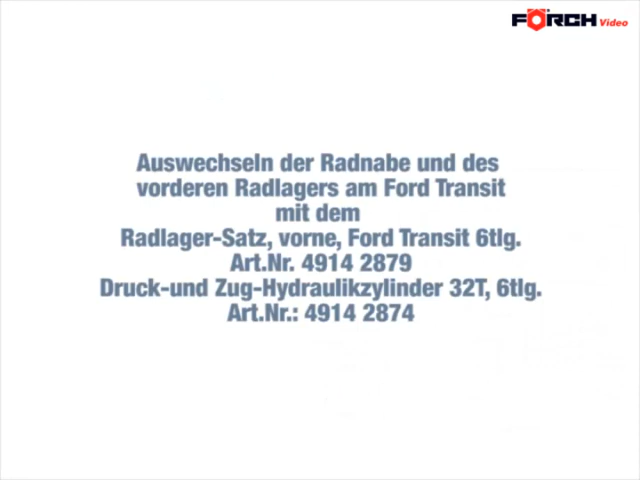 FÖRCH Video
Auswechseln der Radnabe und des
vorderen Radlagers am Ford Transit
mit dem
Radlager-Satz, vorne, Ford Transit 6tlg.
Art.Nr. 4914 2879
Druck-und Zug-Hydraulikzylinder 32T, 6tlg.
Art.Nr.: 4914 2874